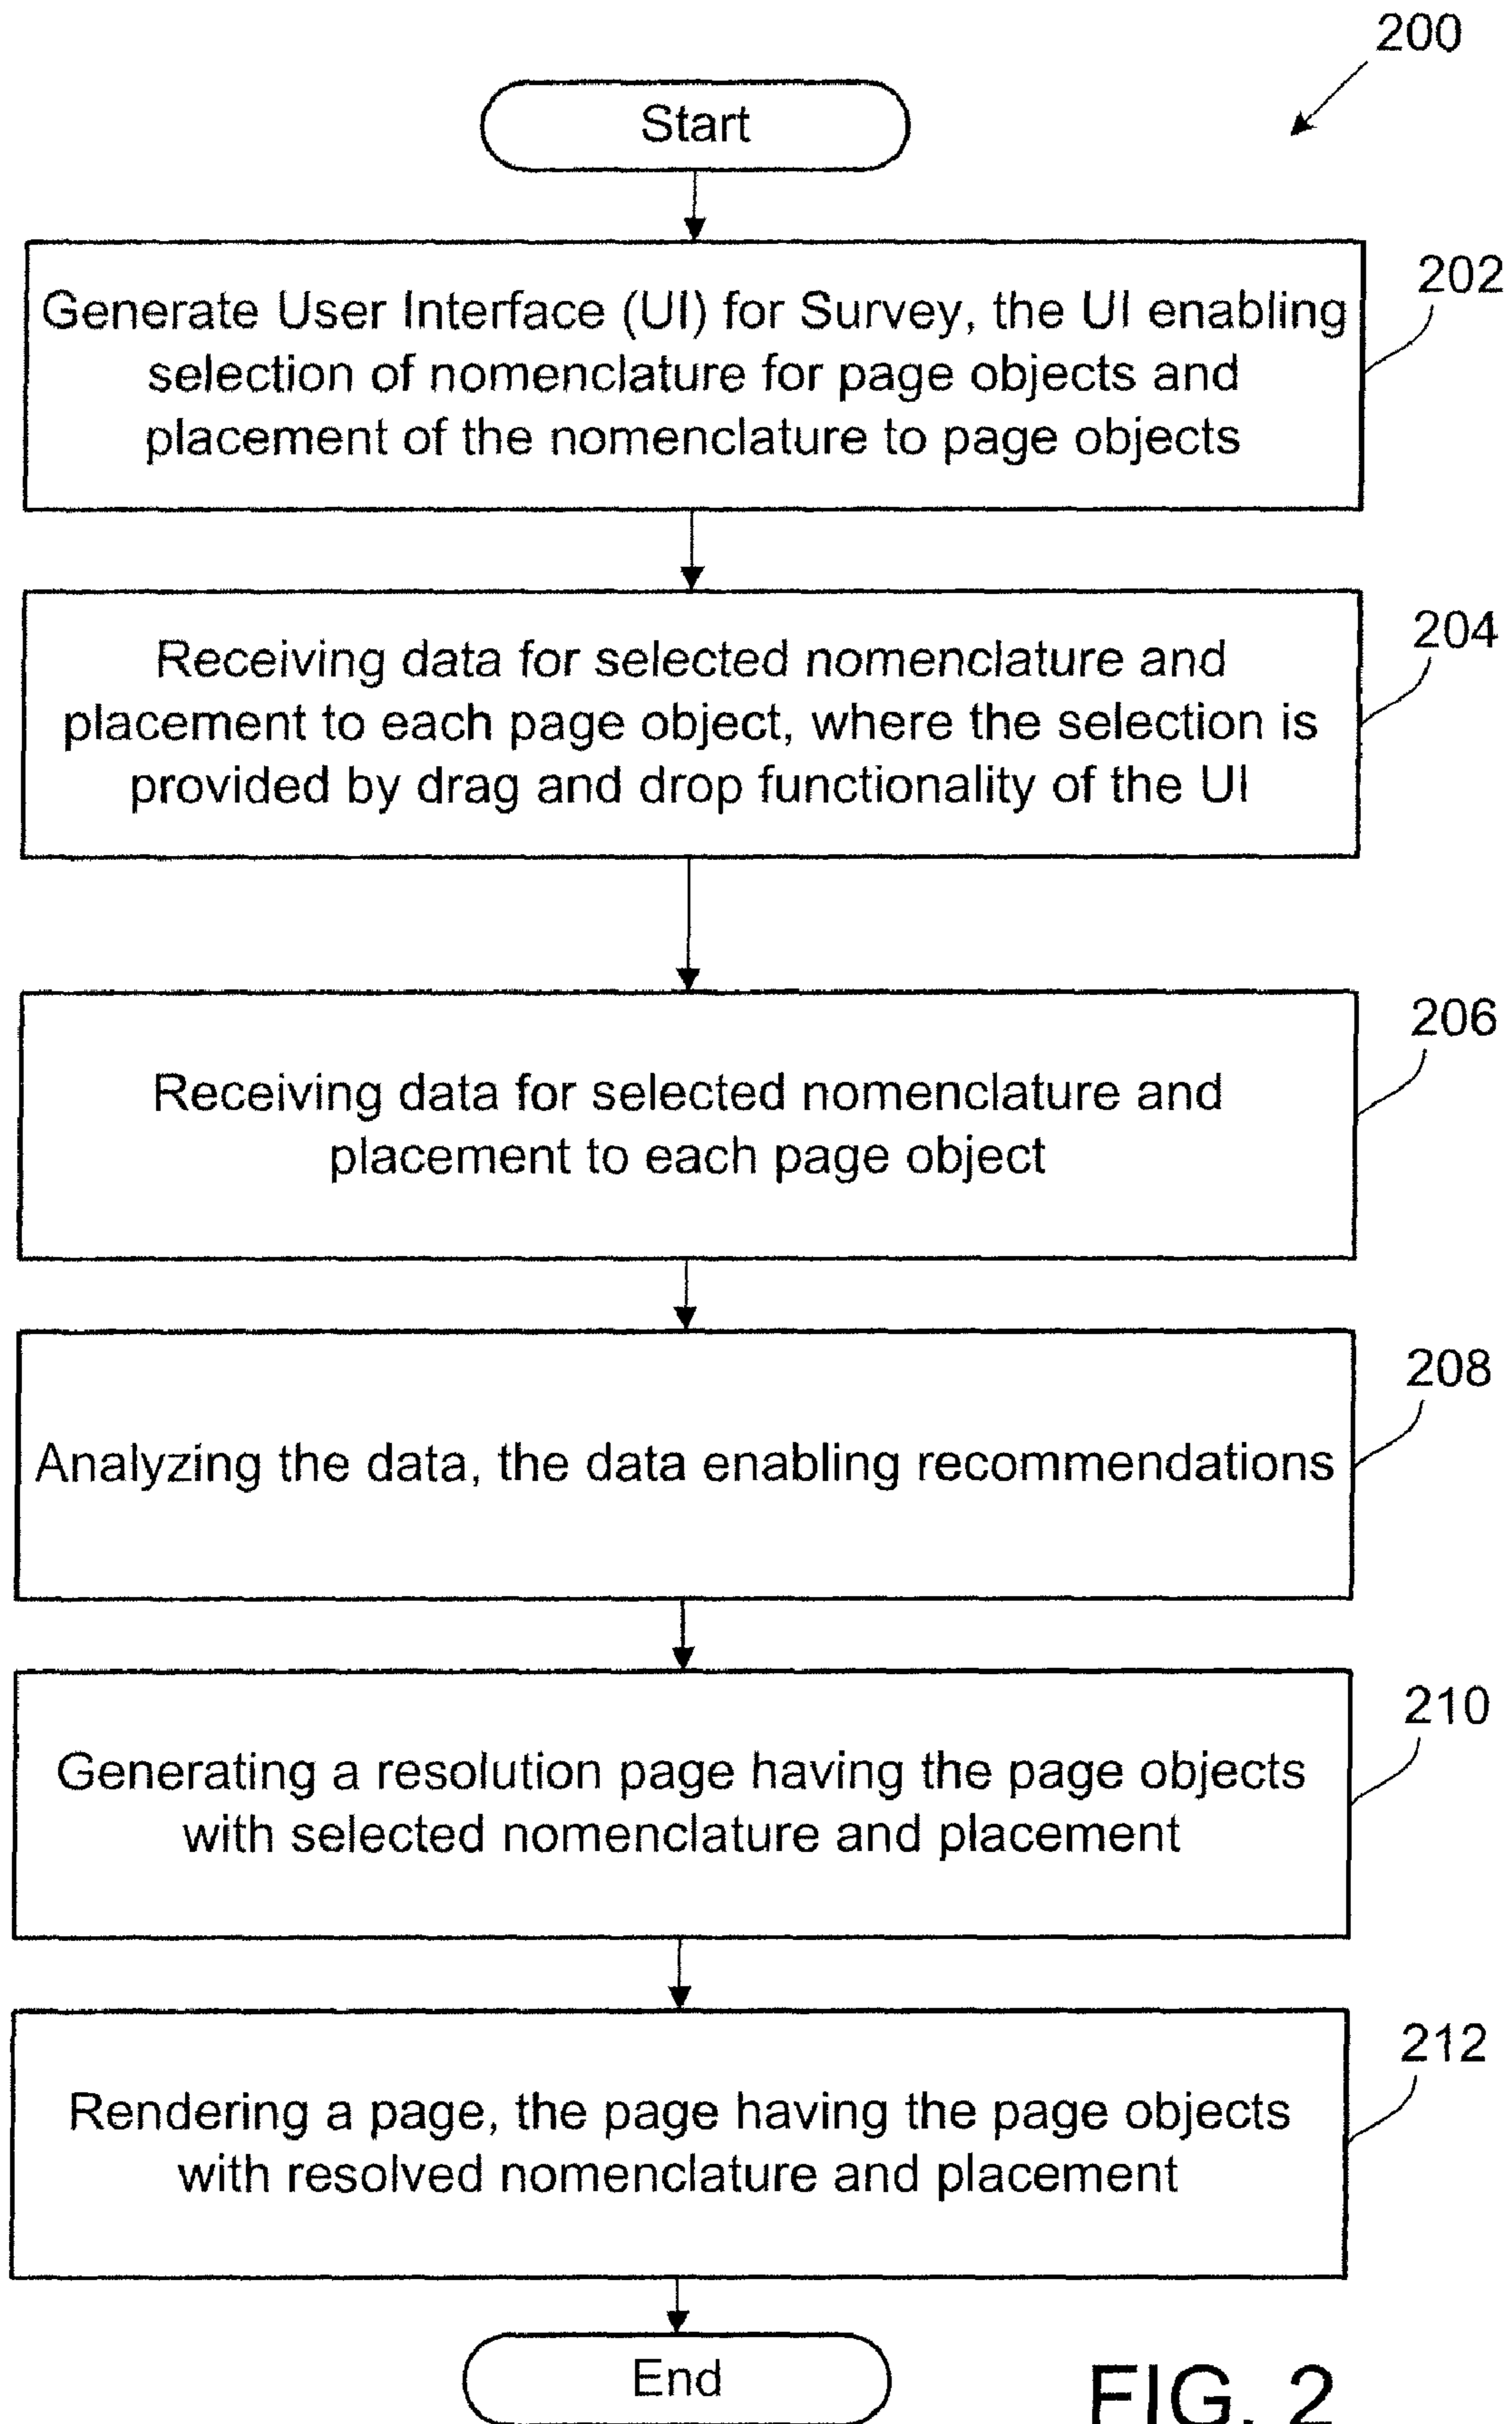 200
Start
Generate User Interface (UI) for Survey, the UI enabling
selection of nomenclature for page objects and
placement of the nomenclature to page objects
202
Receiving data for selected nomenclature and
placement to each page object, where the selection is
provided by drag and drop functionality of the UI
204
Receiving data for selected nomenclature and
placement to each page object
206
Analyzing the data, the data enabling recommendations
208
Generating a resolution page having the page objects
with selected nomenclature and placement
210
Rendering a page, the page having the page objects
with resolved nomenclature and placement
212
End
FIG. 2